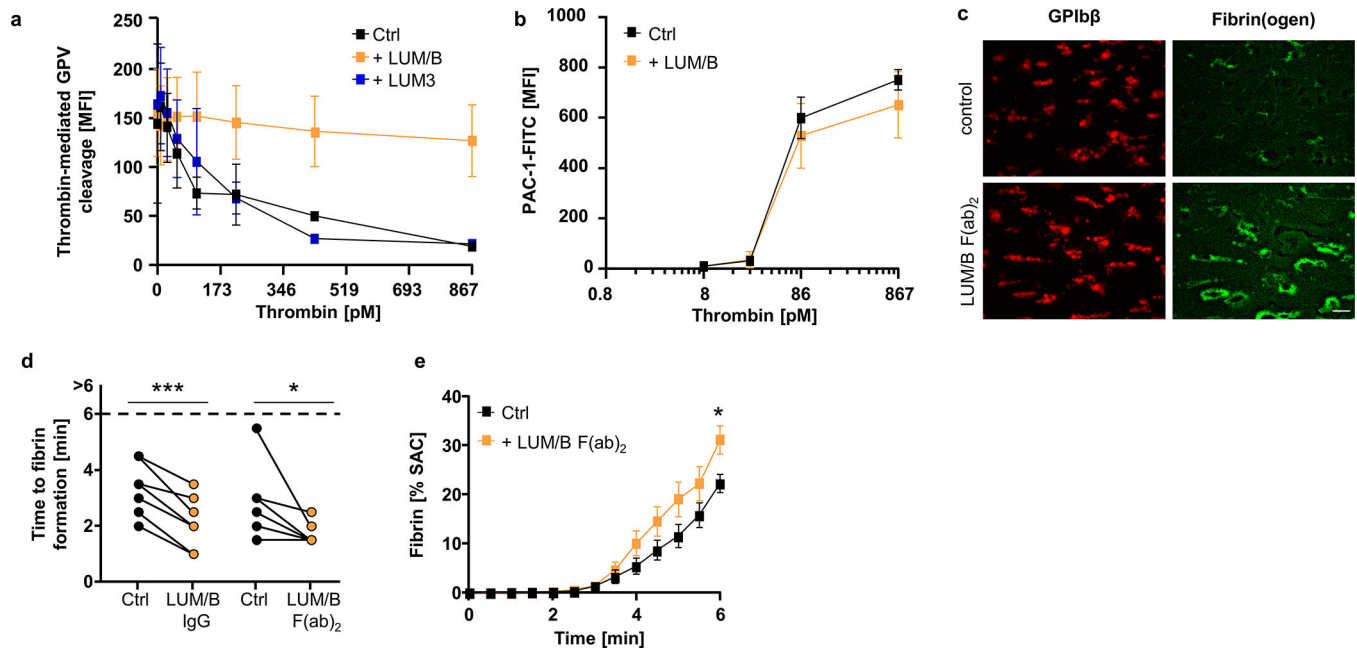 a
Thrombin-mediated GPV
cleavage [MFI]
250
200
150
100
50
0
Ctrl
+ LUM/B
+ LUM3
0 173 346 519 693 867
Thrombin [pM]
b
PAC-1-FITC [MFI]
1000
800
600
400
200
0
Ctrl
+ LUM/B
0.8 8 86 867
Thrombin [pM]
c
GPIbβ Fibrin(ogen)
control
LUM/B F(ab)₂
d
Time to fibrin
formation [min]
>6
6
4
2
0
*** *
Ctrl LUM/B Ctrl LUM/B
IgG F(ab)₂
e
Fibrin [% SAC]
40
30
20
10
0
Ctrl
+ LUM/B F(ab)₂
*
0 2 4 6
Time [min]